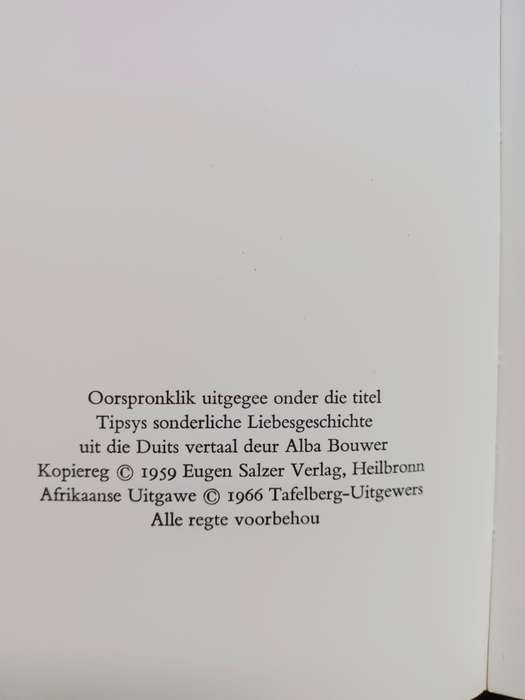 Oorspronklik uitgegee onder die titel
Tipsys sonderliche Liebesgeschichte
uit die Duits vertaal deur Alba Bouwer
Kopiereg © 1959 Eugen Salzer Verlag, Heilbronn
Afrikaanse Uitgawe © 1966 Tafelberg-Uitgewers
Alle regte voorbehou